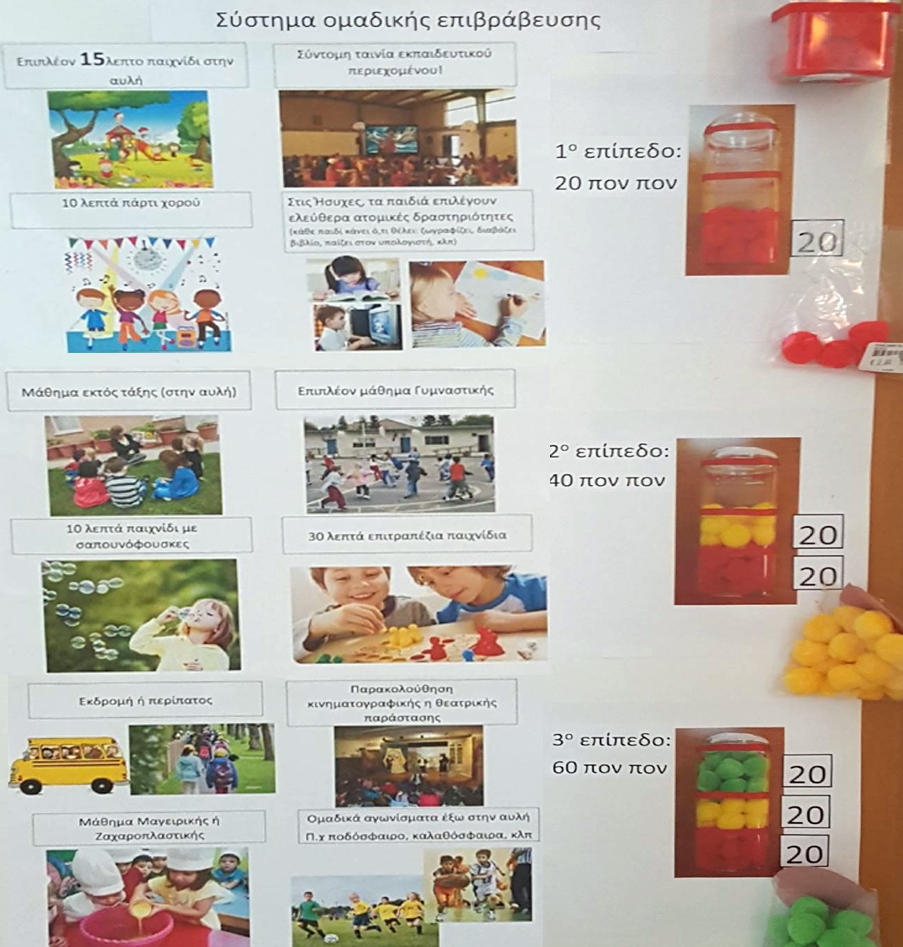 Σύστημα ομαδικής επιβράβευσης
Επιπλέον 15λεπτο παιχνίδι στην
αυλή
Σύντομη ταινία εκπαιδευτικού
περιεχομένου!
10 λεπτά πάρτι χορού
Στις Ήσυχες, τα παιδιά επιλέγουν
ελεύθερα ατομικές δραστηριότητες
(κάθε παιδί κάνει ό,τι θέλει: ζωγραφίζει, διαβάζει
βιβλίο, παίζει στον υπολογιστή, κλπ)
1ο επίπεδο:
20 πον πον
20
Μάθημα εκτός τάξης (στην αυλή)
Επιπλέον μάθημα Γυμναστικής
10 λεπτά παιχνίδι με
σαπουνόφουσκες
30 λεπτά επιτραπέζια παιχνίδια
2ο επίπεδο:
40 πον πον
20
20
Εκδρομή ή περίπατος
Παρακολούθηση
κινηματογραφικής η θεατρικής
παράστασης
Μάθημα Μαγειρικής ή
Ζαχαροπλαστικής
Ομαδικά αγωνίσματα έξω στην αυλή
Π.χ ποδόσφαιρο, καλαθόσφαιρα, κλπ
3ο επίπεδο:
60 πον πον
20
20
20